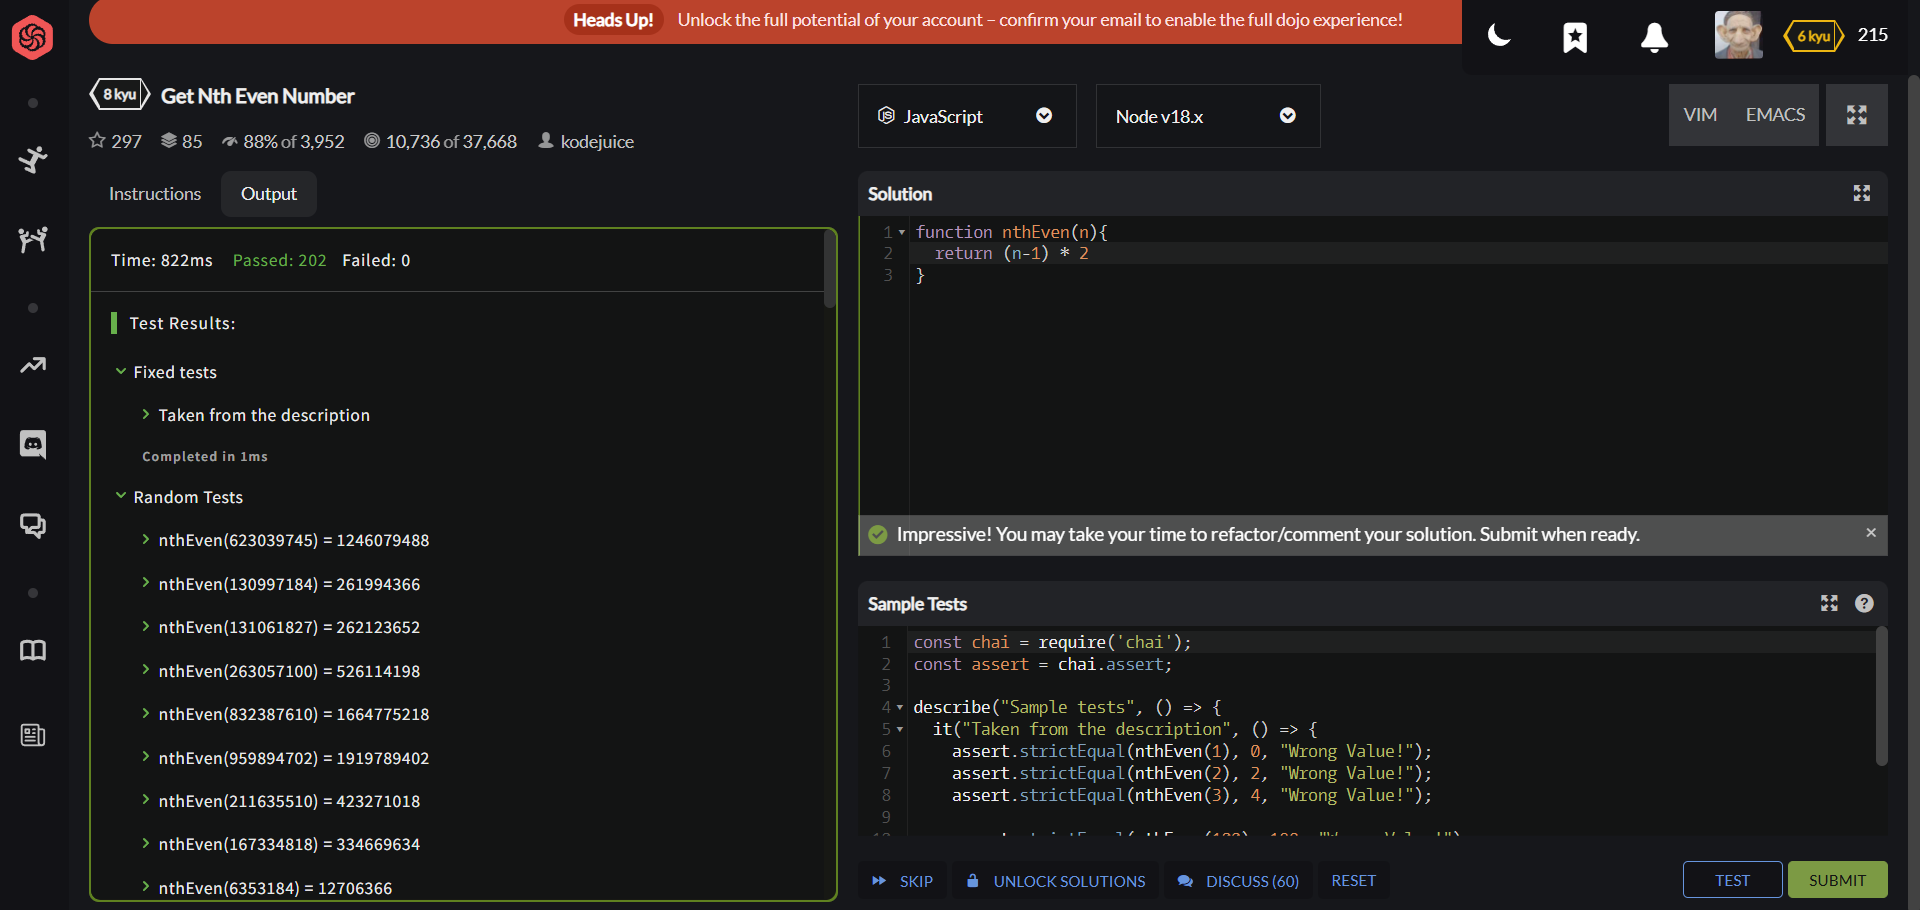 Heads Up! Unlock the full potential of your account – confirm your email to enable the full dojo experience!
6 kyu 215
8 kyu Get Nth Even Number
297 85 88% of 3,952 10,736 of 37,668 kodejuice
Instructions Output
Time: 822ms Passed: 202 Failed: 0
Test Results:
Fixed tests
Taken from the description
Completed in 1ms
Random Tests
nthEven(623039745) = 1246079488
nthEven(130997184) = 261994366
nthEven(131061827) = 262123652
nthEven(263057100) = 526114198
nthEven(832387610) = 1664775218
nthEven(959894702) = 1919789402
nthEven(211635510) = 423271018
nthEven(167334818) = 334669634
nthEven(6353184) = 12706366
JavaScript Node v18.x VIM EMACS
Solution
1 function nthEven(n){
2 return (n-1) * 2
3 }
Impressive! You may take your time to refactor/comment your solution. Submit when ready. ×
Sample Tests ?
1 const chai = require('chai');
2 const assert = chai.assert;
3
4 describe("Sample tests", () => {
5 it("Taken from the description", () => {
6 assert.strictEqual(nthEven(1), 0, "Wrong Value!");
7 assert.strictEqual(nthEven(2), 2, "Wrong Value!");
8 assert.strictEqual(nthEven(3), 4, "Wrong Value!");
9
SKIP UNLOCK SOLUTIONS DISCUSS (60) RESET TEST SUBMIT